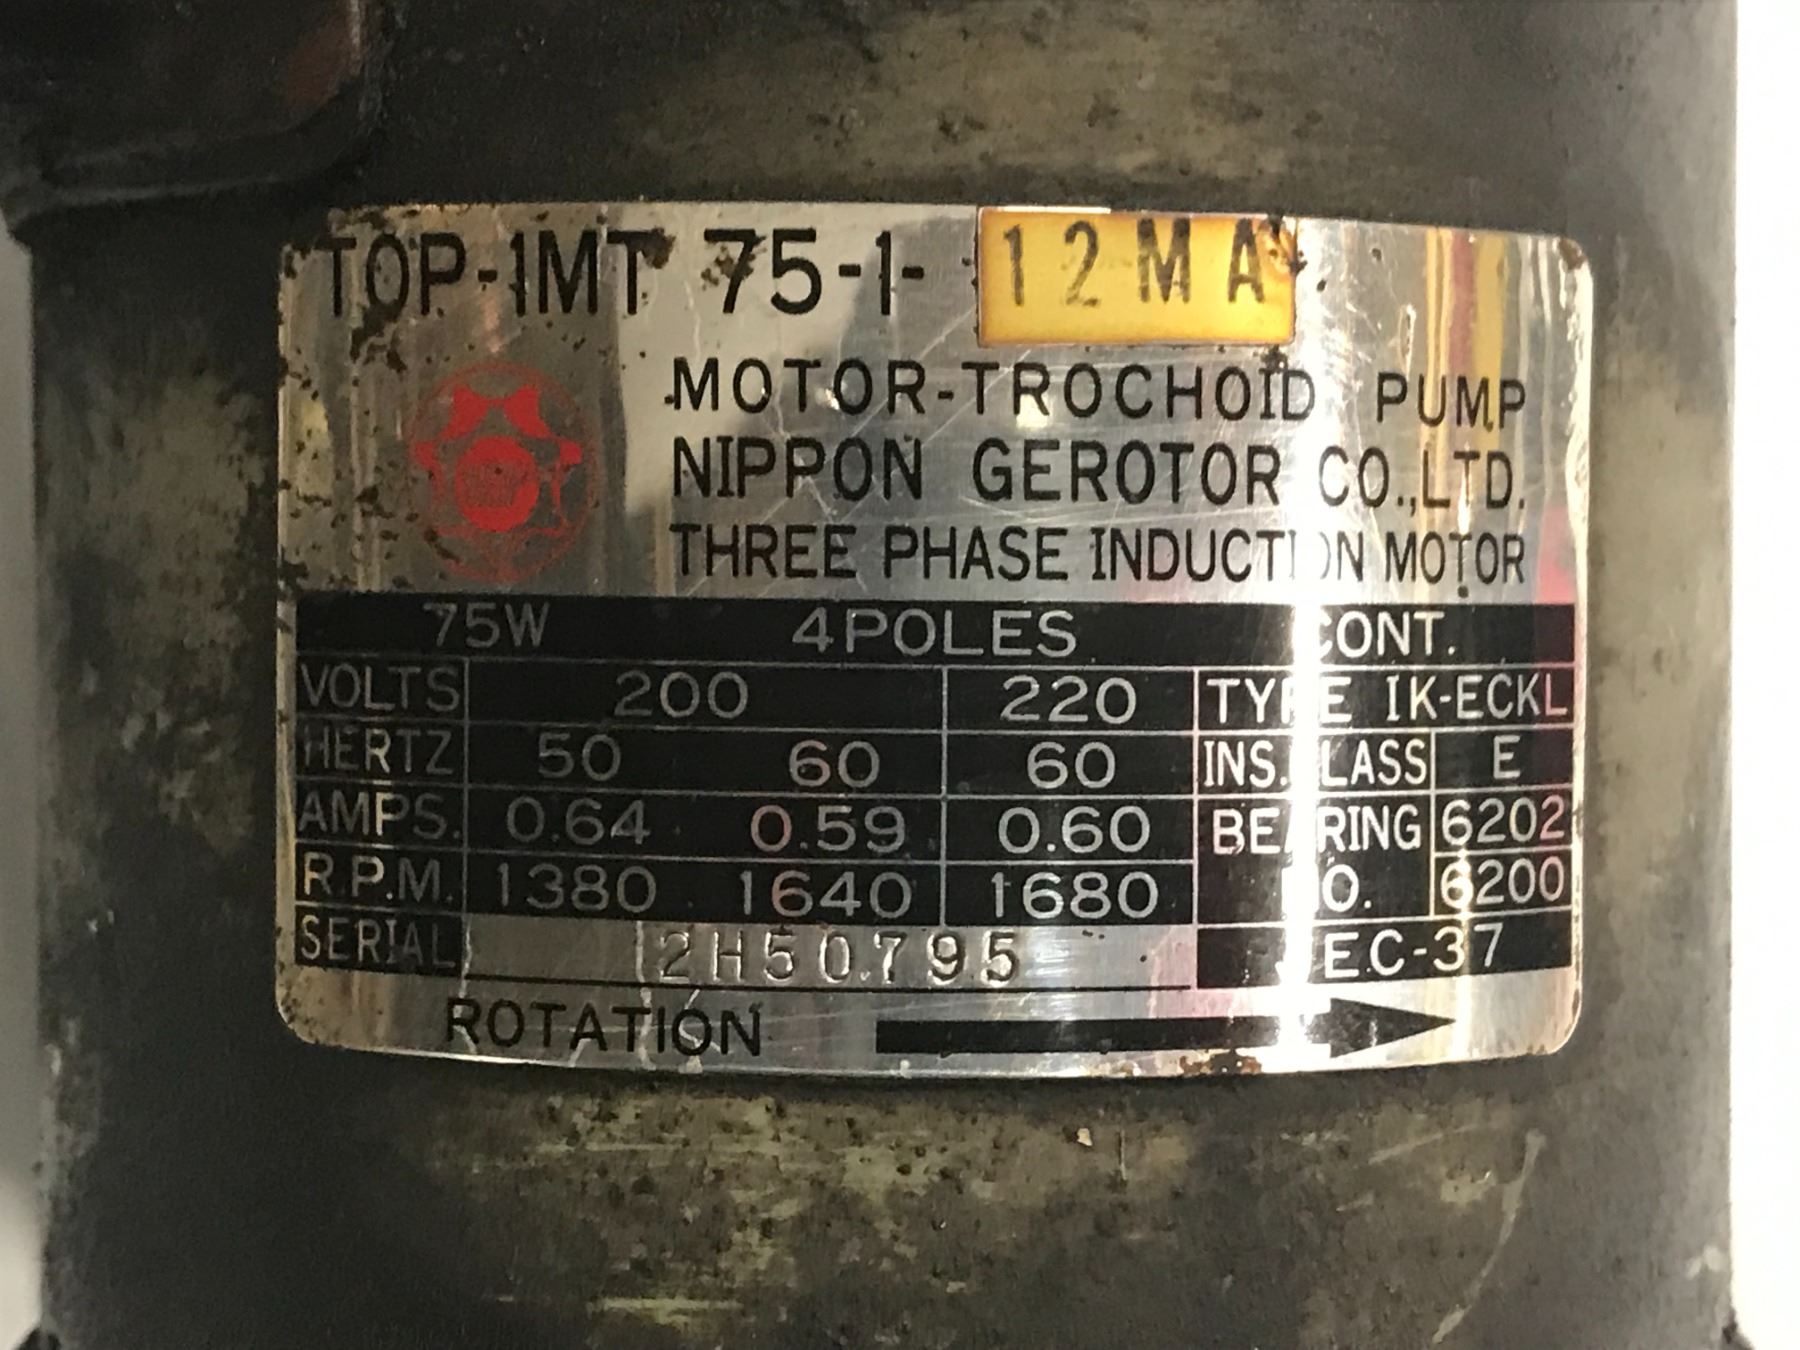 TOP-1MT 75-1- 12MA
MOTOR-TROCHOID PUMP
NIPPON GEROTOR CO.,LTD.
THREE PHASE INDUCTION MOTOR
75W 4POLES CONT.
VOLTS 200 220 TYPE IK-ECKL
HERTZ 50 60 60 INS. CLASS E
AMPS. 0.64 0.59 0.60 BEARING 6202
R.P.M. 1380 1640 1680 NO. 6200
SERIAL 2H50795 JEC-37
ROTATION